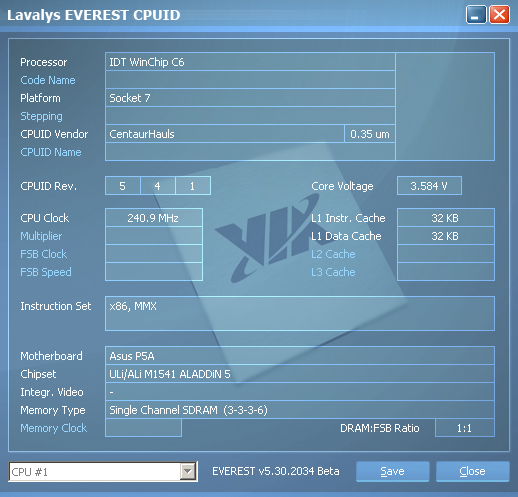 Lavalys EVEREST CPUID
Processor IDT WinChip C6
Code Name
Platform Socket 7
Stepping
CPUID Vendor CentaurHauls 0.35 um
CPUID Name
CPUID Rev. 5 4 1 Core Voltage 3.584 V
CPU Clock 240.9 MHz L1 Instr. Cache 32 KB
Multiplier L1 Data Cache 32 KB
FSB Clock L2 Cache
FSB Speed L3 Cache
Instruction Set x86, MMX
Motherboard Asus P5A
Chipset ULi/ALi M1541 ALADDiN 5
Integr. Video -
Memory Type Single Channel SDRAM (3-3-3-6)
Memory Clock DRAM:FSB Ratio 1:1
CPU #1 EVEREST v5.30.2034 Beta Save Close
VIA